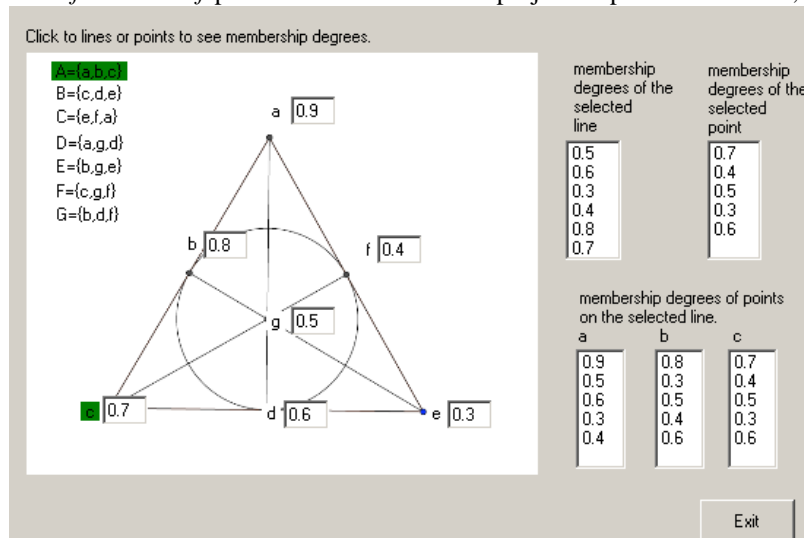 Click to lines or points to see membership degrees.
A={a,b,c}
B={c,d,e}
C={e,f,a}
D={a,g,d}
E={b,g,e}
F={c,g,f}
G={b,d,f}
a 0.9
b 0.8
f 0.4
g 0.5
c 0.7
d 0.6
e 0.3
membership
degrees of the
selected
line
0.5
0.6
0.3
0.4
0.8
0.7
membership
degrees of the
selected
point
0.7
0.4
0.5
0.3
0.6
membership degrees of points
on the selected line.
a b c
0.9 0.8 0.7
0.5 0.3 0.4
0.6 0.5 0.5
0.3 0.4 0.3
0.4 0.6 0.6
Exit